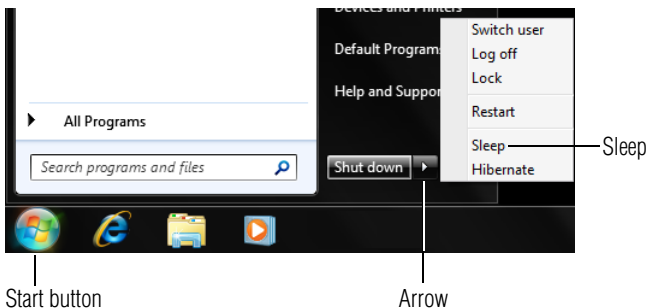 Devices and Printers
Default Program
Help and Suppor
Switch user
Log off
Lock
Restart
Sleep
Hibernate
Sleep
All Programs
Search programs and files
Shut down
Start button
Arrow